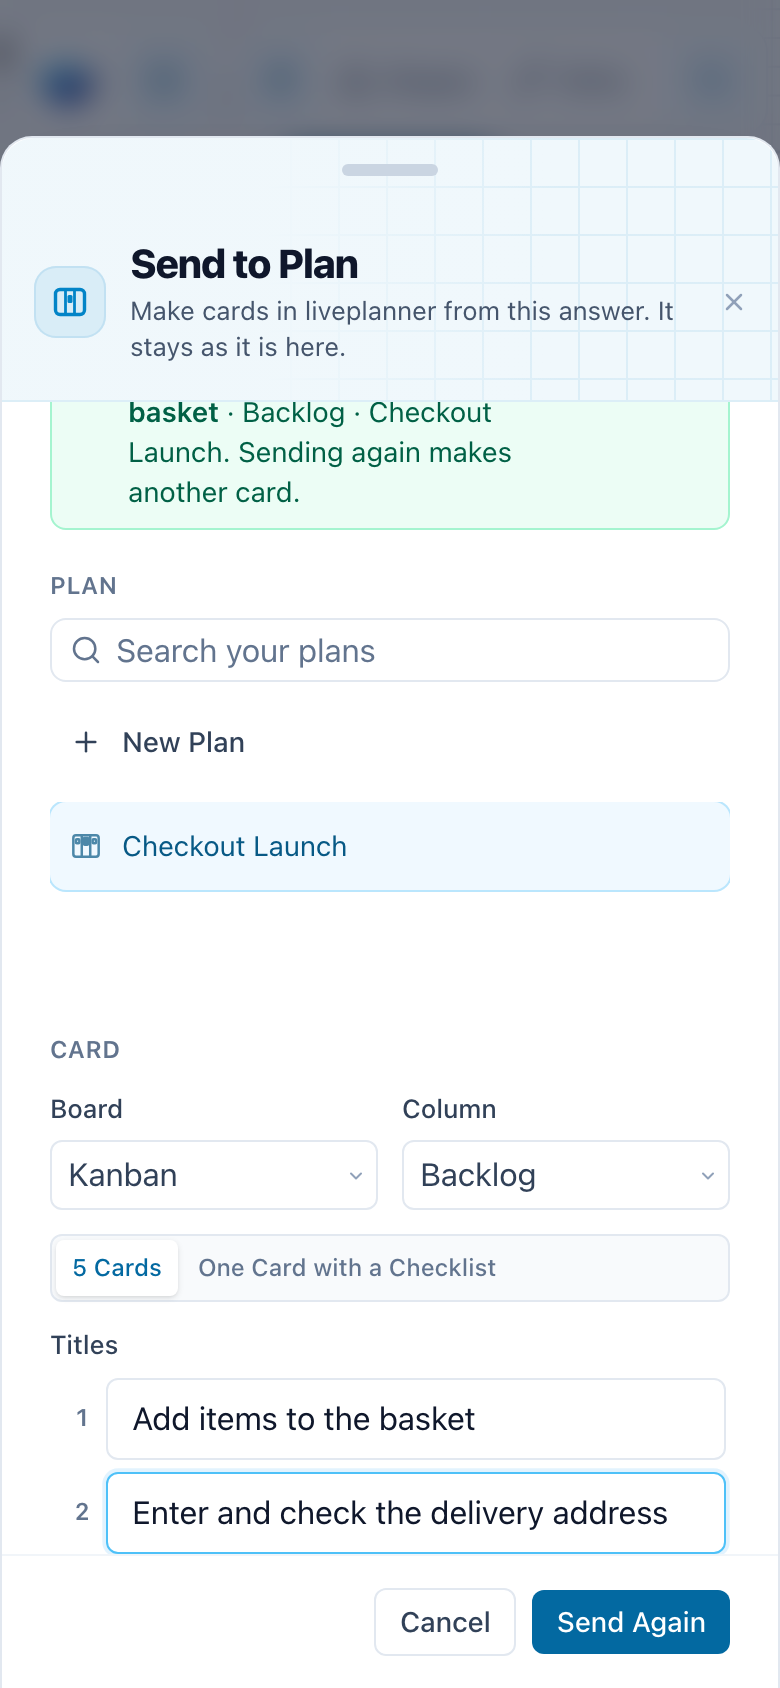 Send to Plan
Make cards in liveplanner from this answer. It
stays as it is here.
basket · Backlog · Checkout
Launch. Sending again makes
another card.
PLAN
Search your plans
New Plan
Checkout Launch
CARD
Board
Column
Kanban
Backlog
5 Cards
One Card with a Checklist
Titles
1
Add items to the basket
2
Enter and check the delivery address
Cancel
Send Again